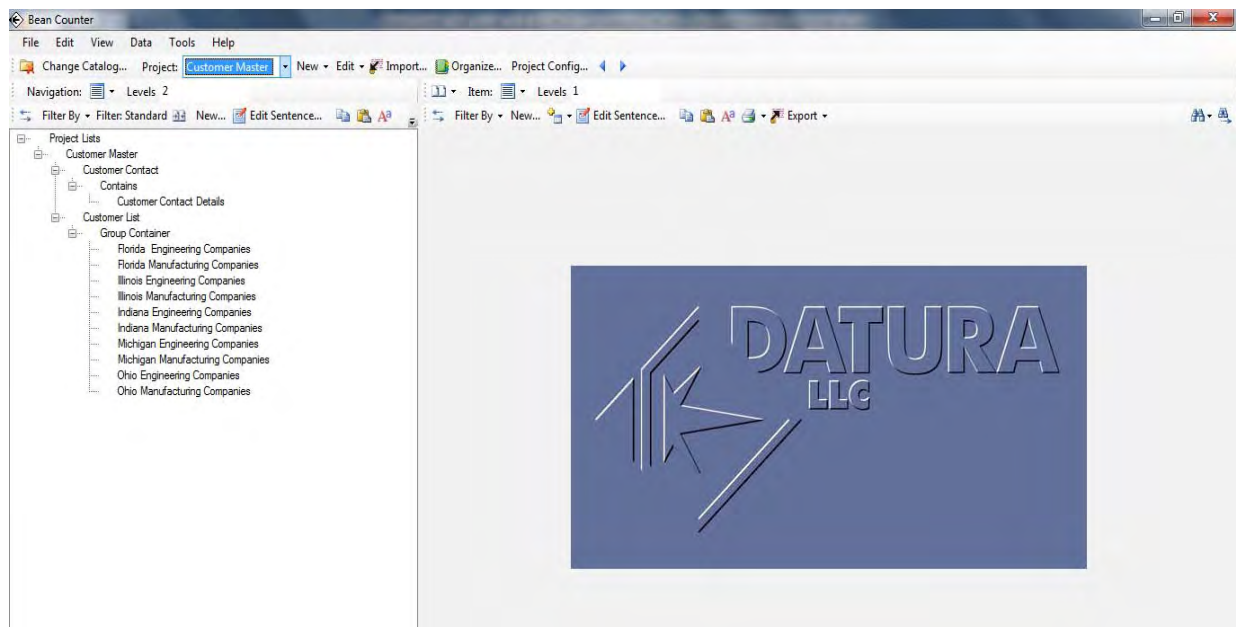 Bean Counter
File Edit View Data Tools Help
Change Catalog... Project: Customer Master New Edit Import... Organize... Project Config...
Navigation: Levels 2
Item: Levels 1
Filter By Filter: Standard New... Edit Sentence... Aª
Filter By New... Edit Sentence... Aª Export
Project Lists
Customer Master
Customer Contact
Contains
Customer Contact Details
Customer List
Group Container
Florida Engineering Companies
Florida Manufacturing Companies
Illinois Engineering Companies
Illinois Manufacturing Companies
Indiana Engineering Companies
Indiana Manufacturing Companies
Michigan Engineering Companies
Michigan Manufacturing Companies
Ohio Engineering Companies
Ohio Manufacturing Companies
DATURA
LLC